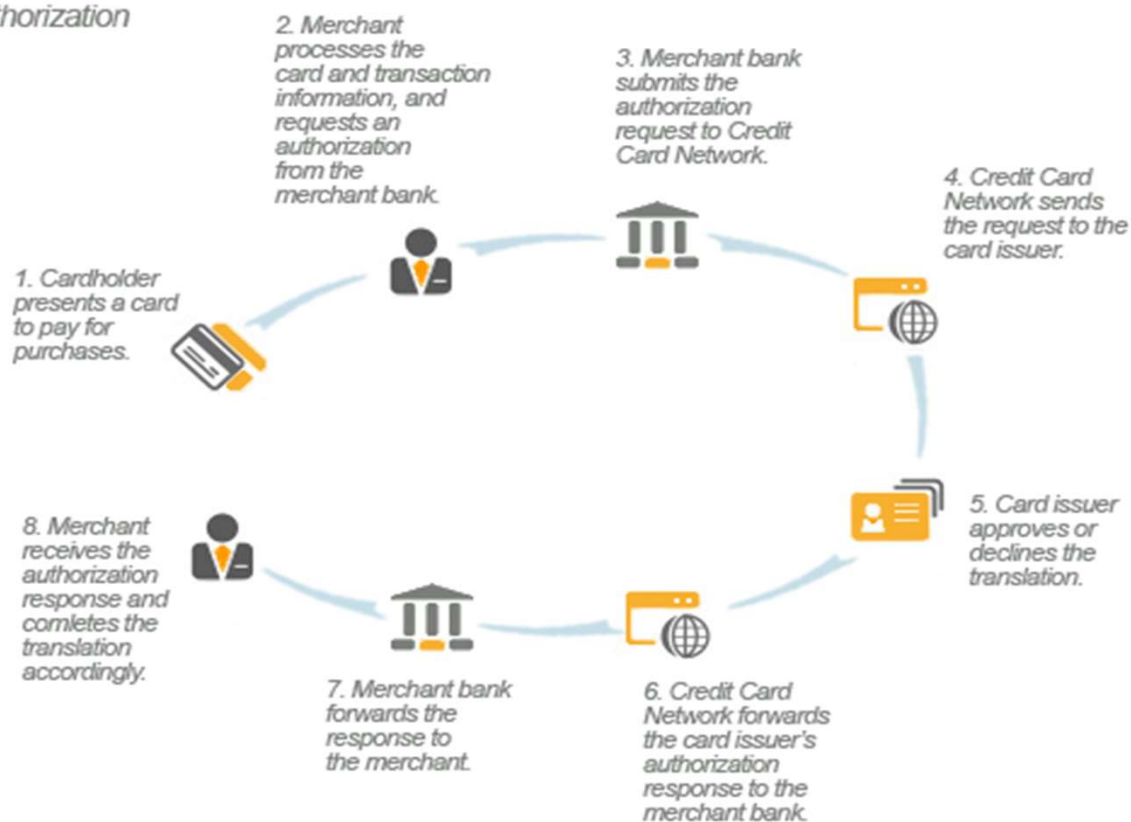 thorization
1. Cardholder
presents a card
to pay for
purchases.
2. Merchant
processes the
card and transaction
information, and
requests an
authorization
from the
merchant bank.
3. Merchant bank
submits the
authorization
request to Credit
Card Network.
4. Credit Card
Network sends
the request to the
card issuer.
5. Card issuer
approves or
declines the
translation.
6. Credit Card
Network forwards
the card issuer's
authorization
response to the
merchant bank.
7. Merchant bank
forwards the
response to
the merchant.
8. Merchant
receives the
authorization
response and
comletes the
translation
accordingly.